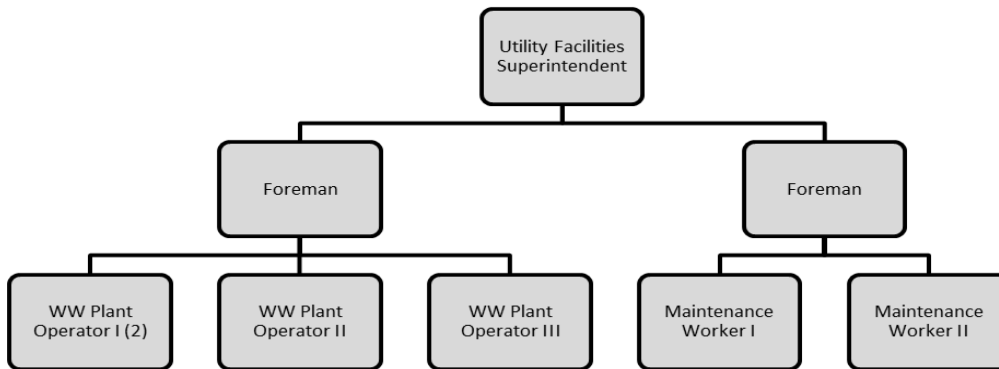 Utility Facilities
Superintendent
Foreman
Foreman
WW Plant
Operator I (2)
WW Plant
Operator II
WW Plant
Operator III
Maintenance
Worker I
Maintenance
Worker II